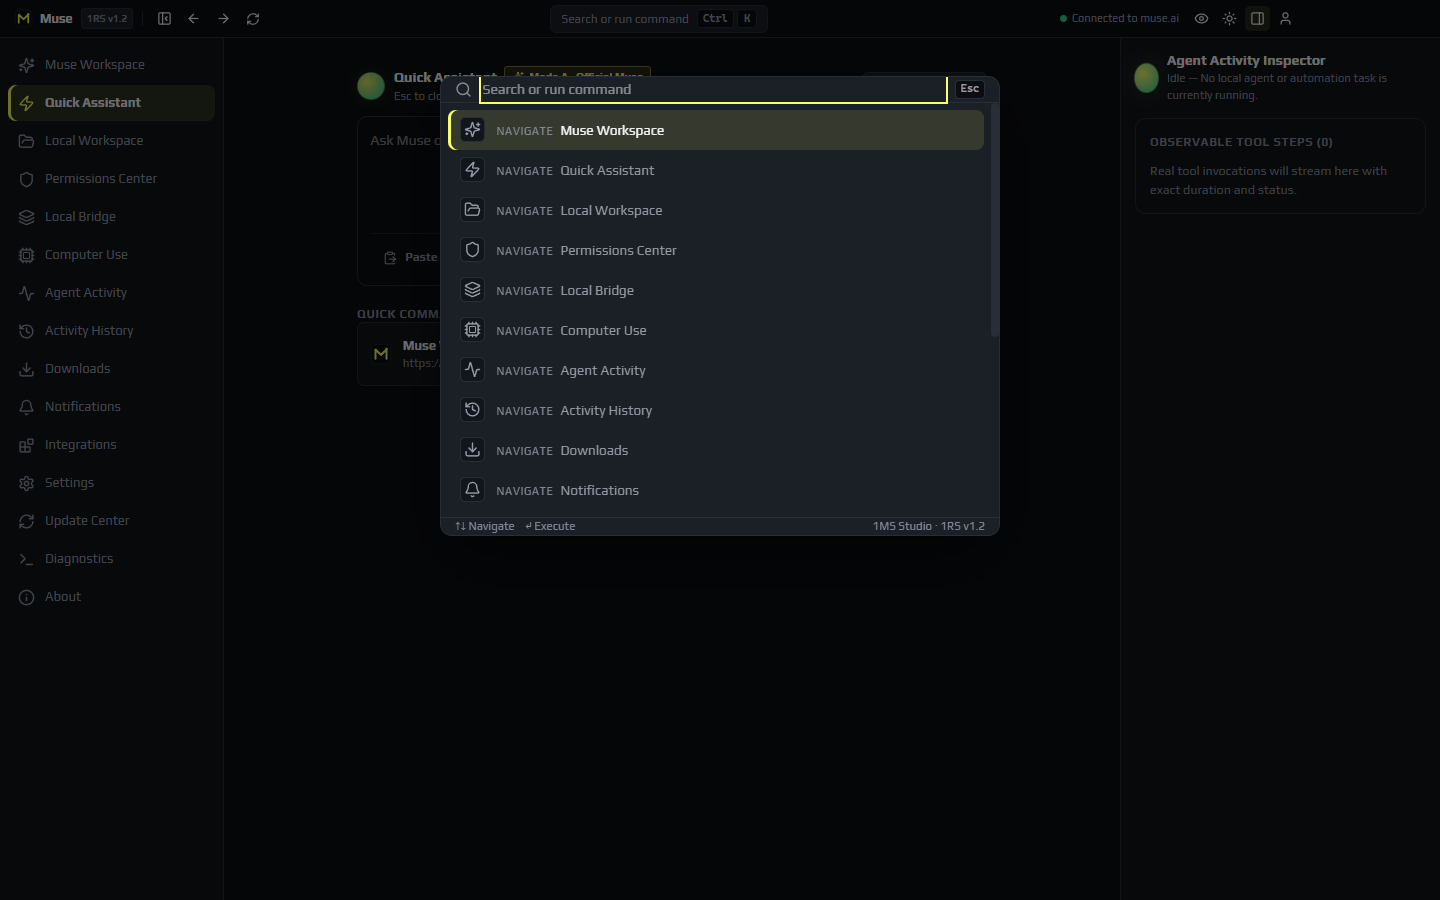 Muse 1RS v1.2
Search or run command Ctrl K
Connected to muse.ai
Muse Workspace
Quick Assistant
Local Workspace
Permissions Center
Local Bridge
Computer Use
Agent Activity
Activity History
Downloads
Notifications
Integrations
Settings
Update Center
Diagnostics
About
Quick Assistant
Esc to clo
Ask Muse
Paste
QUICK COMM
M Muse
https:/
Search or run command Esc
NAVIGATE Muse Workspace
NAVIGATE Quick Assistant
NAVIGATE Local Workspace
NAVIGATE Permissions Center
NAVIGATE Local Bridge
NAVIGATE Computer Use
NAVIGATE Agent Activity
NAVIGATE Activity History
NAVIGATE Downloads
NAVIGATE Notifications
↑↓ Navigate ↵ Execute 1MS Studio · 1RS v1.2
Agent Activity Inspector
Idle — No local agent or automation task is
currently running.
OBSERVABLE TOOL STEPS (0)
Real tool invocations will stream here with
exact duration and status.